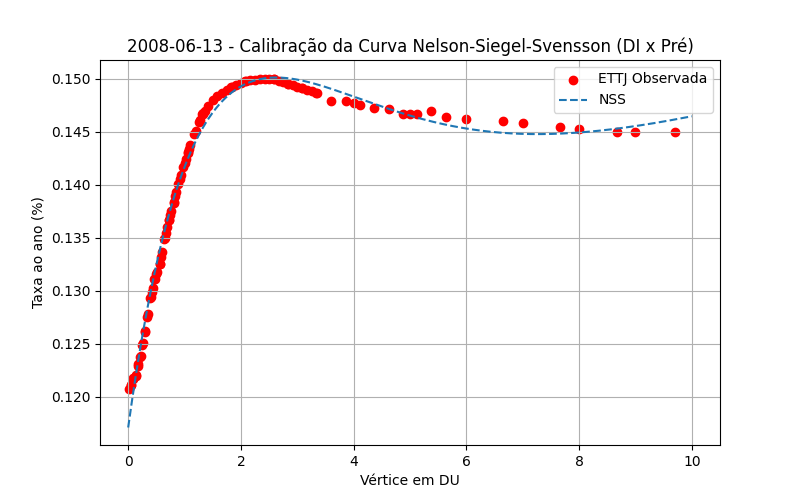 2008-06-13 - Calibração da Curva Nelson-Siegel-Svensson (DI x Pré)
ETTJ Observada
NSS
Taxa ao ano (%)
0.150
0.145
0.140
0.135
0.130
0.125
0.120
0
2
4
6
8
10
Vértice em DU